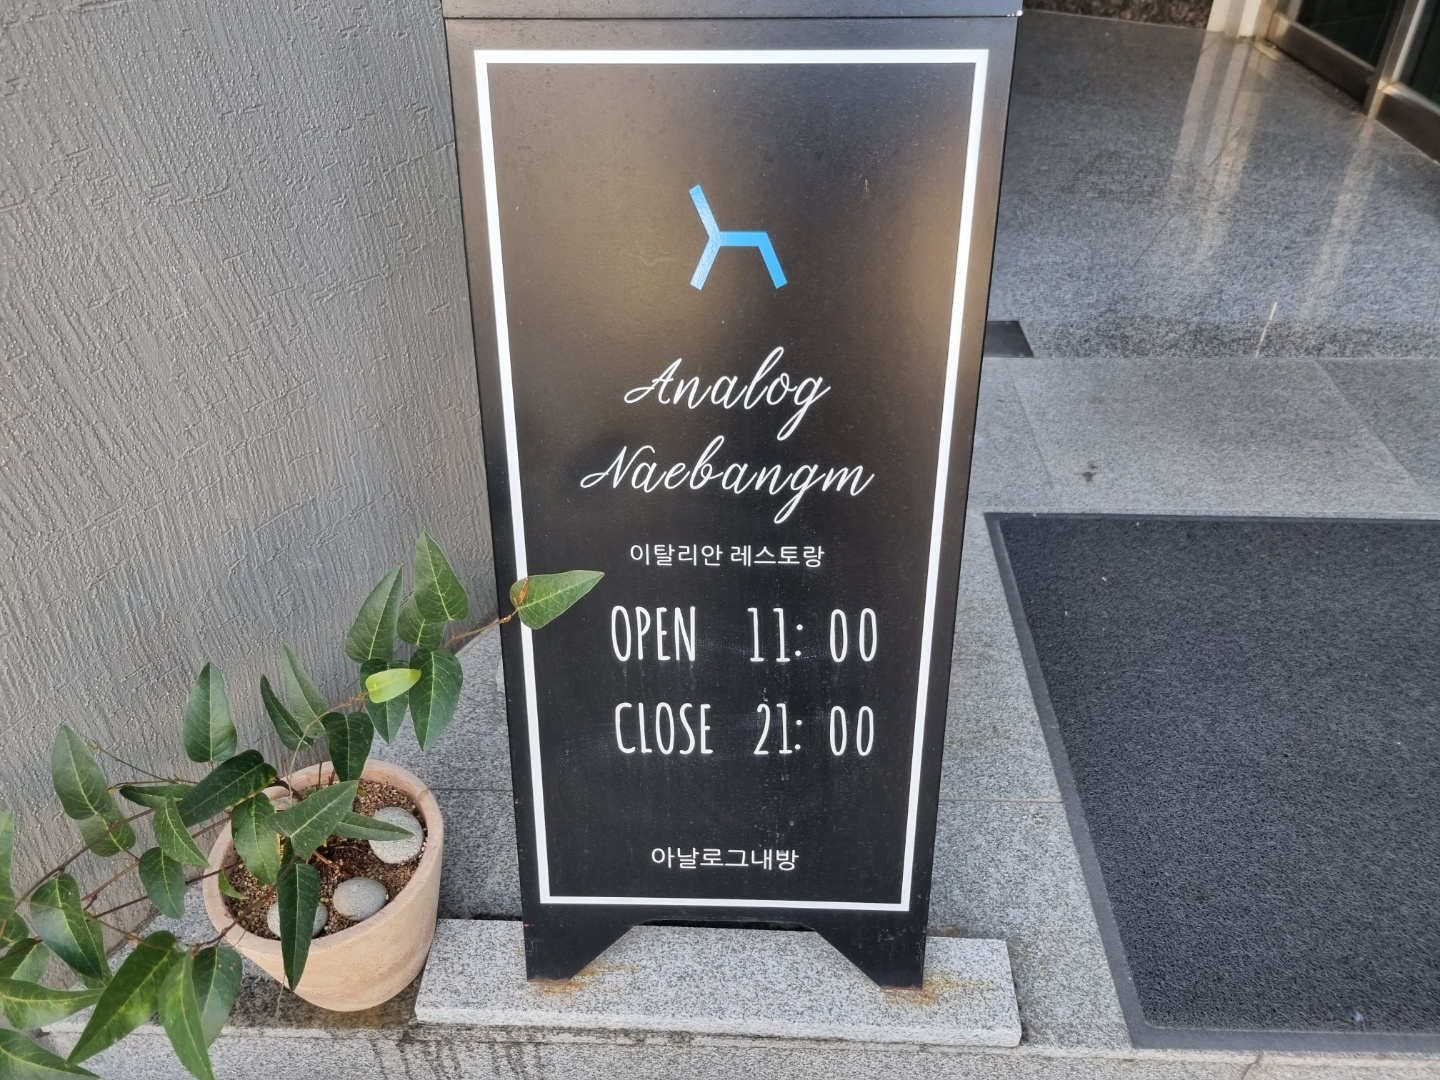 Analog
Naebangm
이탈리안 레스토랑
OPEN 11: 00
CLOSE 21: 00
아날로그내방